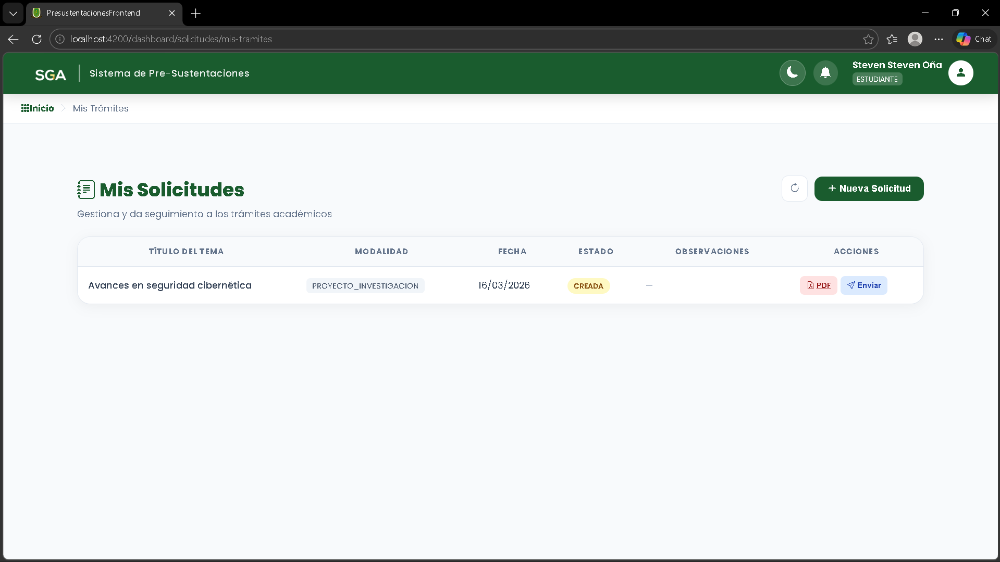 PresustentacionesFrontend
localhost:4200/dashboard/solicitudes/mis-tramites
Chat
SGA
Sistema de Pre-Sustentaciones
Steven Steven Oña
ESTUDIANTE
Inicio
Mis Trámites
Mis Solicitudes
+ Nueva Solicitud
Gestiona y da seguimiento a los trámites académicos
TÍTULO DEL TEMA MODALIDAD FECHA ESTADO OBSERVACIONES ACCIONES
Avances en seguridad cibernética PROYECTO_INVESTIGACION 16/03/2026 CREADA — PDF Enviar